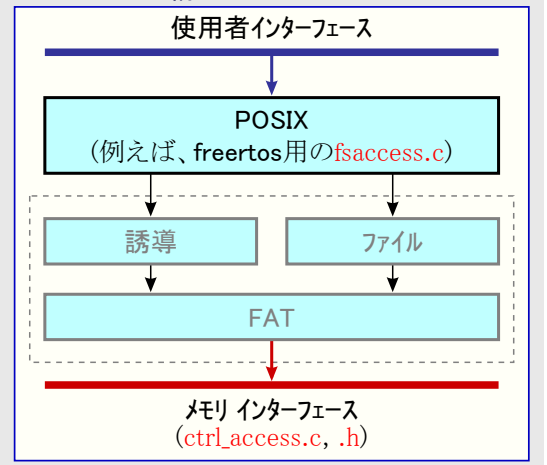 使用者インターフェース
POSIX
(例えば、freertos用のfsaccess.c)
誘導
ファイル
FAT
メモリ インターフェース
(ctrl_access.c, .h)